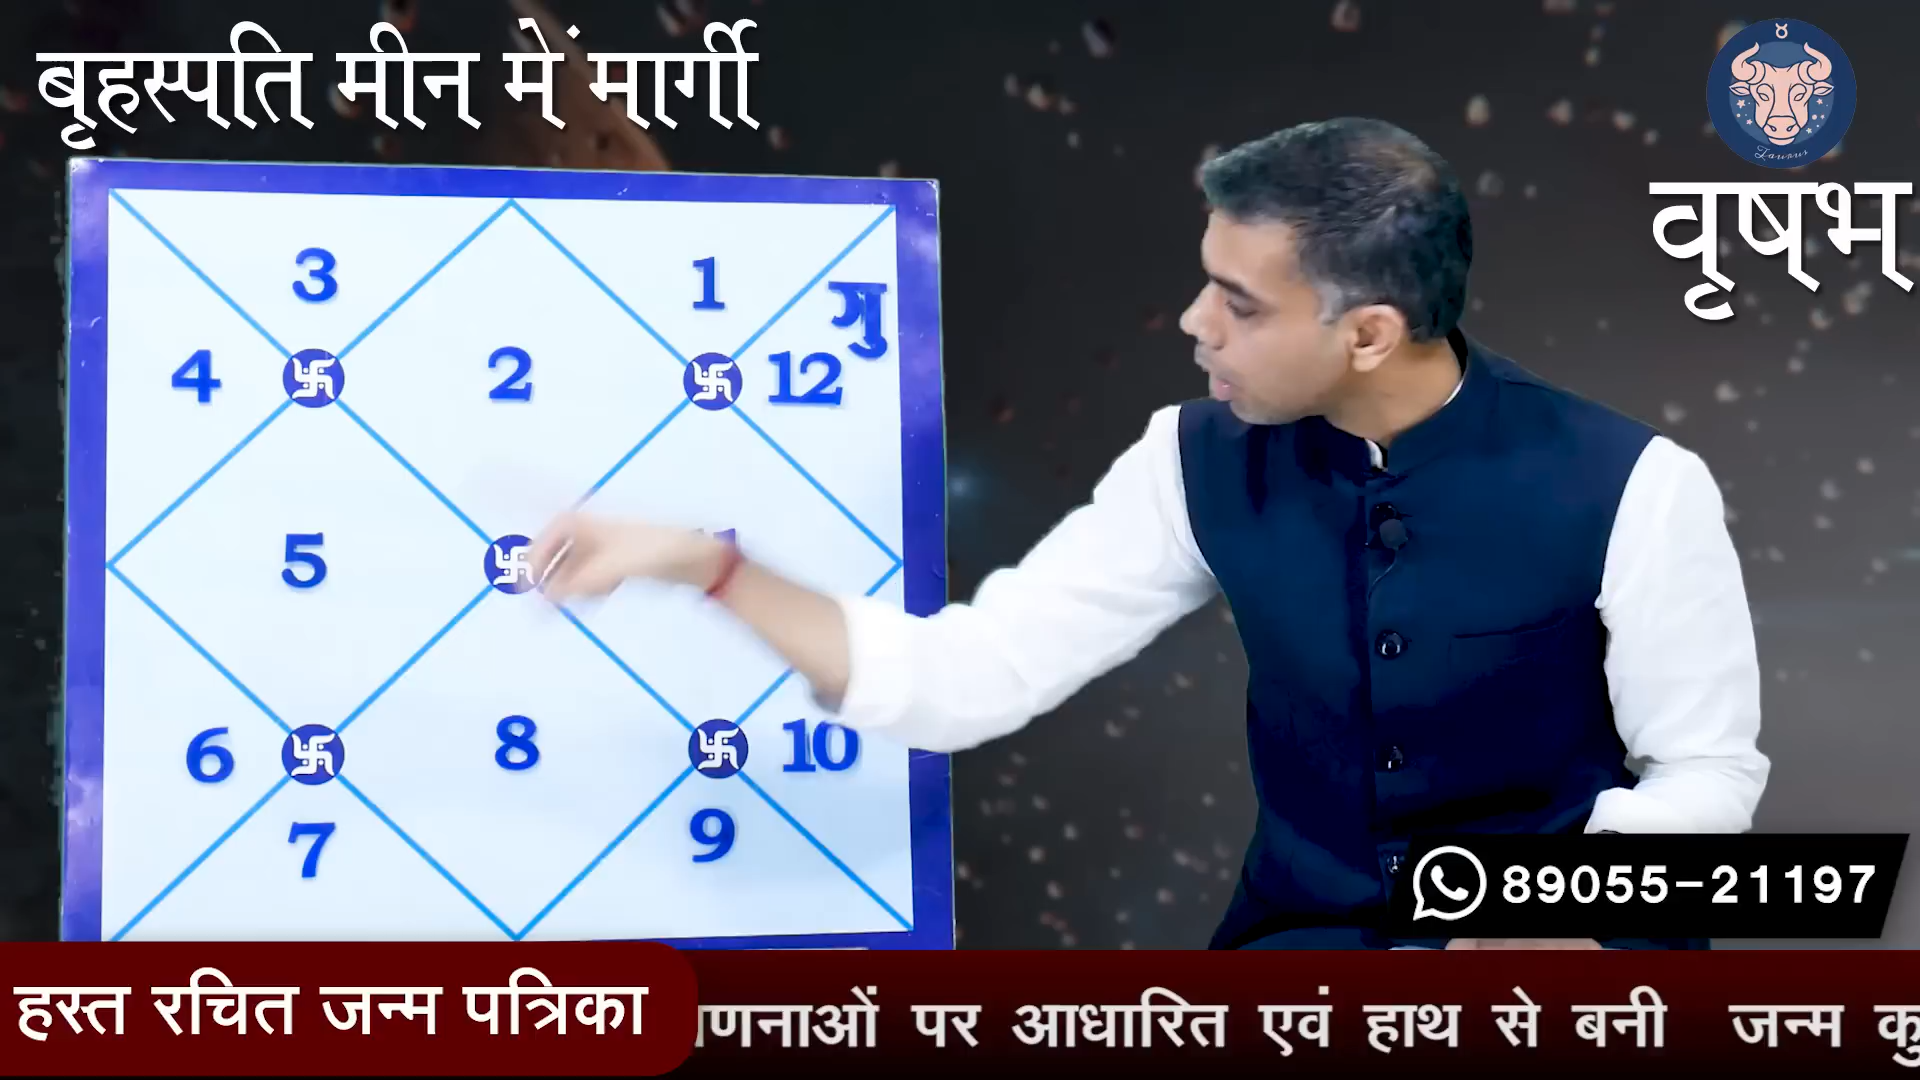 बृहस्पति मीन में मार्गी
Taurus
वृषभ
3
1
गु
4
2
12
5
6
8
10
7
9
89055-21197
हस्त रचित जन्म पत्रिका
पर आधारित एवं हाथ से बनी जन्म